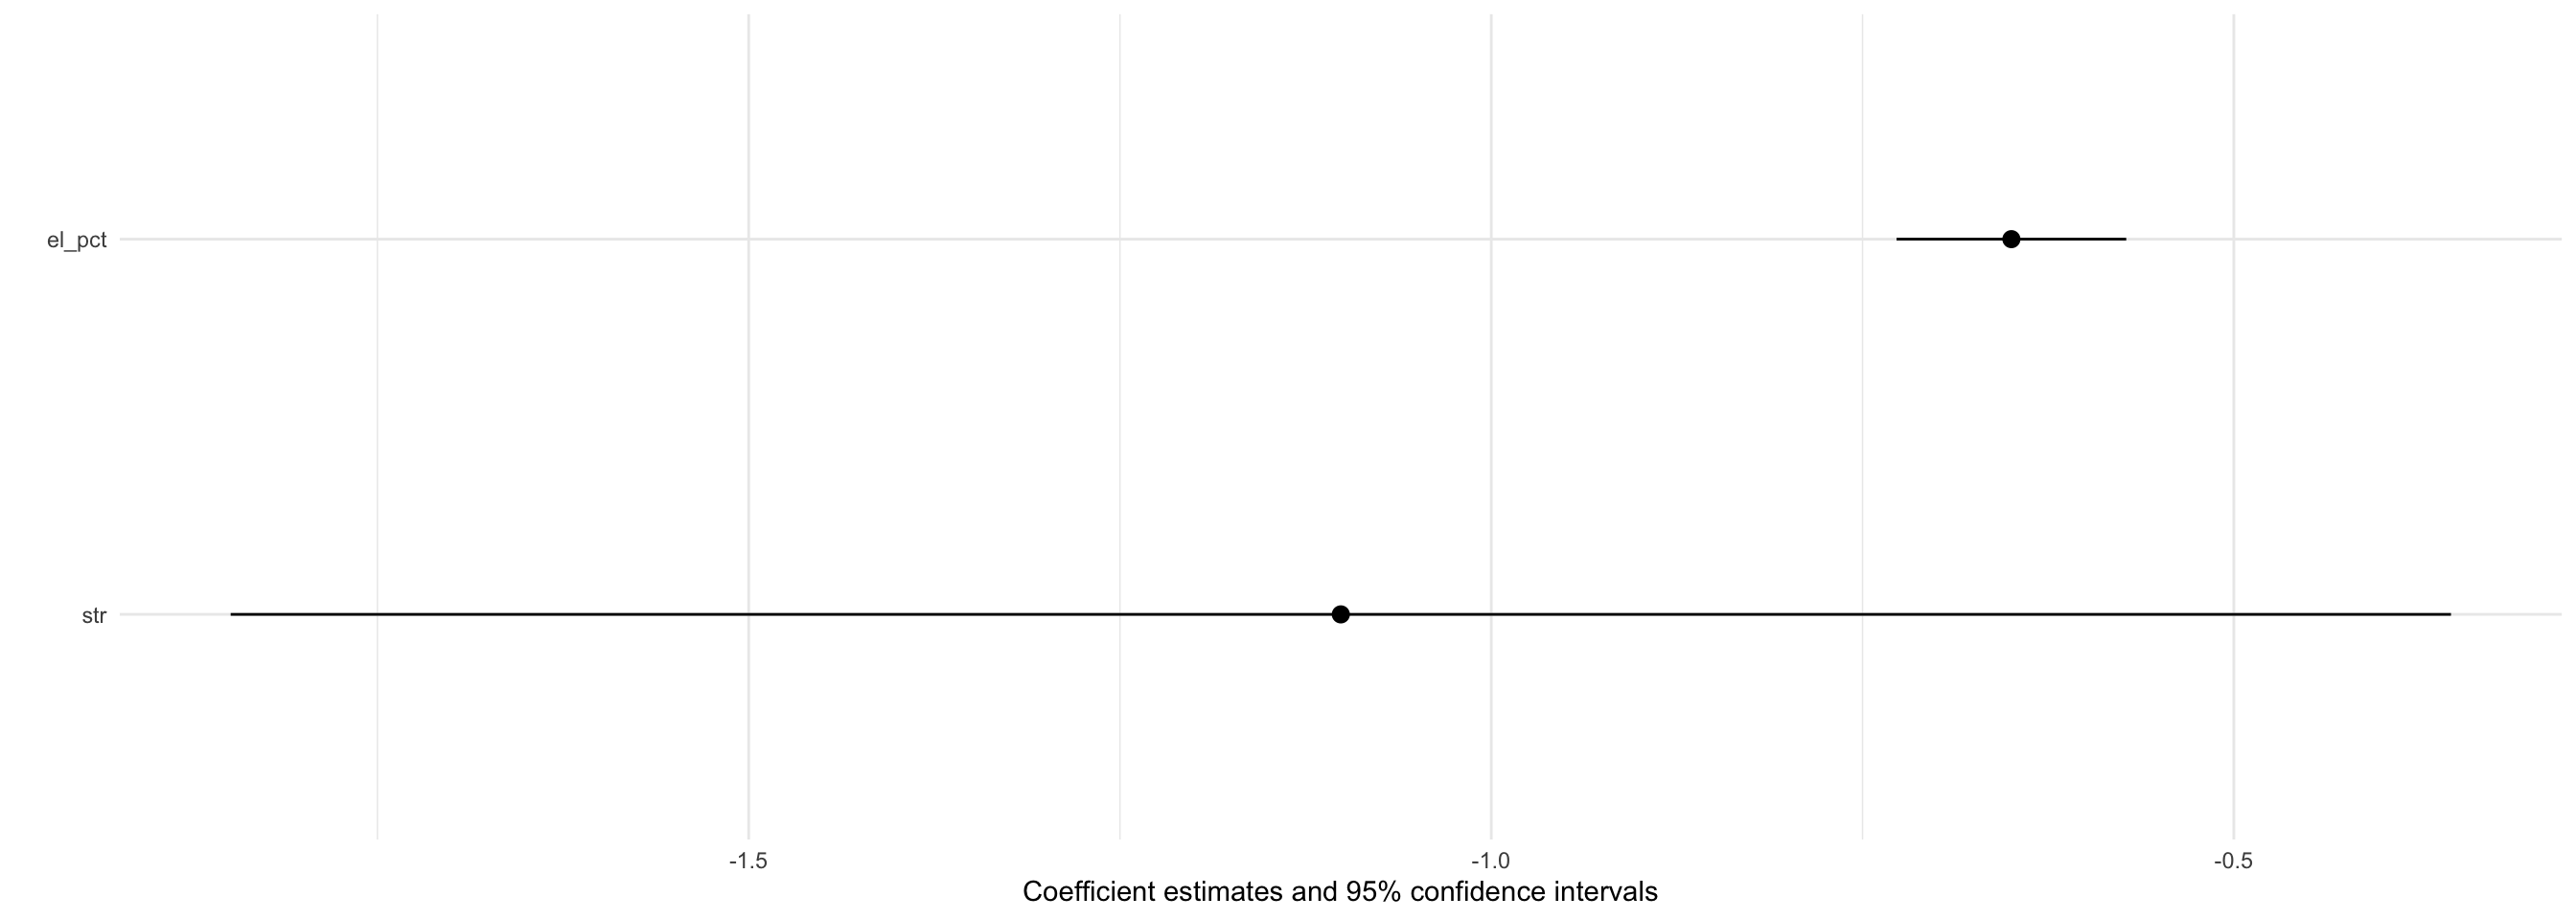 el_pct
str
-1.5
-1.0
-0.5
Coefficient estimates and 95% confidence intervals